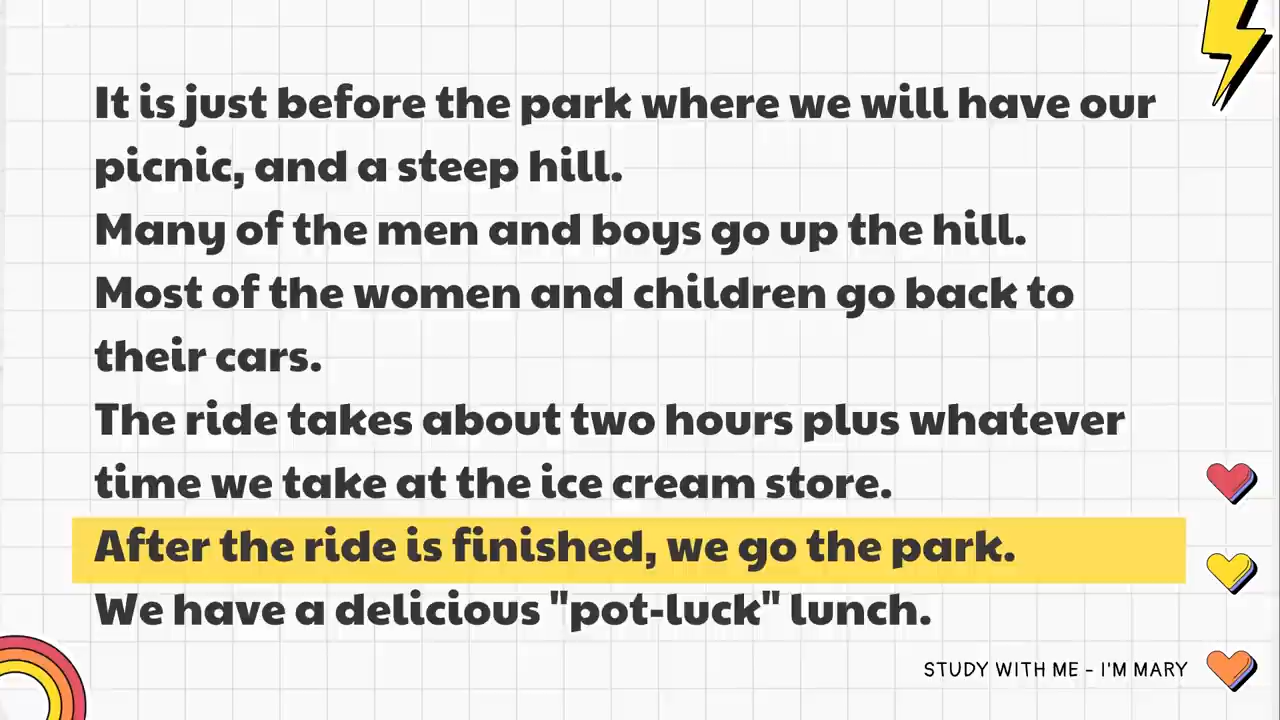 It is just before the park where we will have our
picnic, and a steep hill.
Many of the men and boys go up the hill.
Most of the women and children go back to
their cars.
The ride takes about two hours plus whatever
time we take at the ice cream store.
After the ride is finished, we go the park.
We have a delicious "pot-luck" lunch.
STUDY WITH ME - I'M MARY